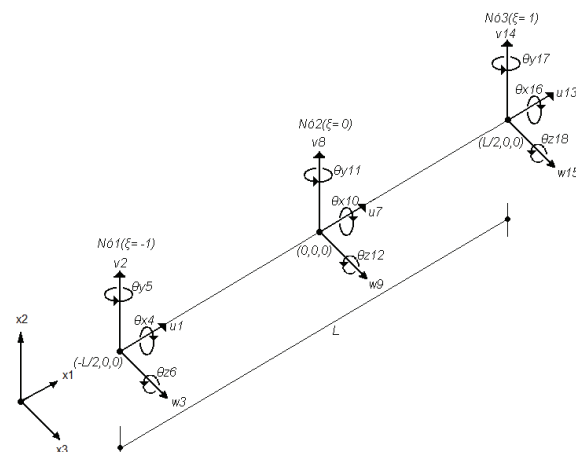 Nó3(ξ= 1)
v14
θy17
θx16
u13
θz18
(L/2,0,0)
w15
Nó2(ξ= 0)
v8
θy11
θx10
u7
θz12
(0,0,0)
w9
Nó1(ξ= -1)
v2
θy5
θx4
u1
θz6
(-L/2,0,0)
w3
L
x2
x1
x3